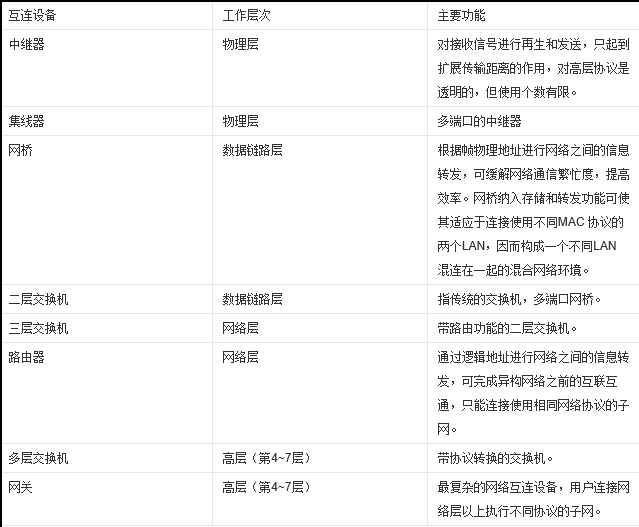 互连设备 工作层次 主要功能
中继器 物理层 对接收信号进行再生和发送，只起到
扩展传输距离的作用，对高层协议是
透明的，但使用个数有限。
集线器 物理层 多端口的中继器
网桥 数据链路层 根据帧物理地址进行网络之间的信息
转发，可缓解网络通信繁忙度，提高
效率。网桥纳入存储和转发功能可使
其适应于连接使用不同MAC 协议的
两个LAN，因而构成一个不同LAN
混连在一起的混合网络环境。
二层交换机 数据链路层 指传统的交换机，多端口网桥。
三层交换机 网络层 带路由功能的二层交换机。
路由器 网络层 通过逻辑地址进行网络之间的信息转
发，可完成异构网络之前的互联互
通，只能连接使用相同网络协议的子
网。
多层交换机 高层（第4~7层） 带协议转换的交换机。
网关 高层（第4~7层） 最复杂的网络互连设备，用户连接网
络层以上执行不同协议的子网。